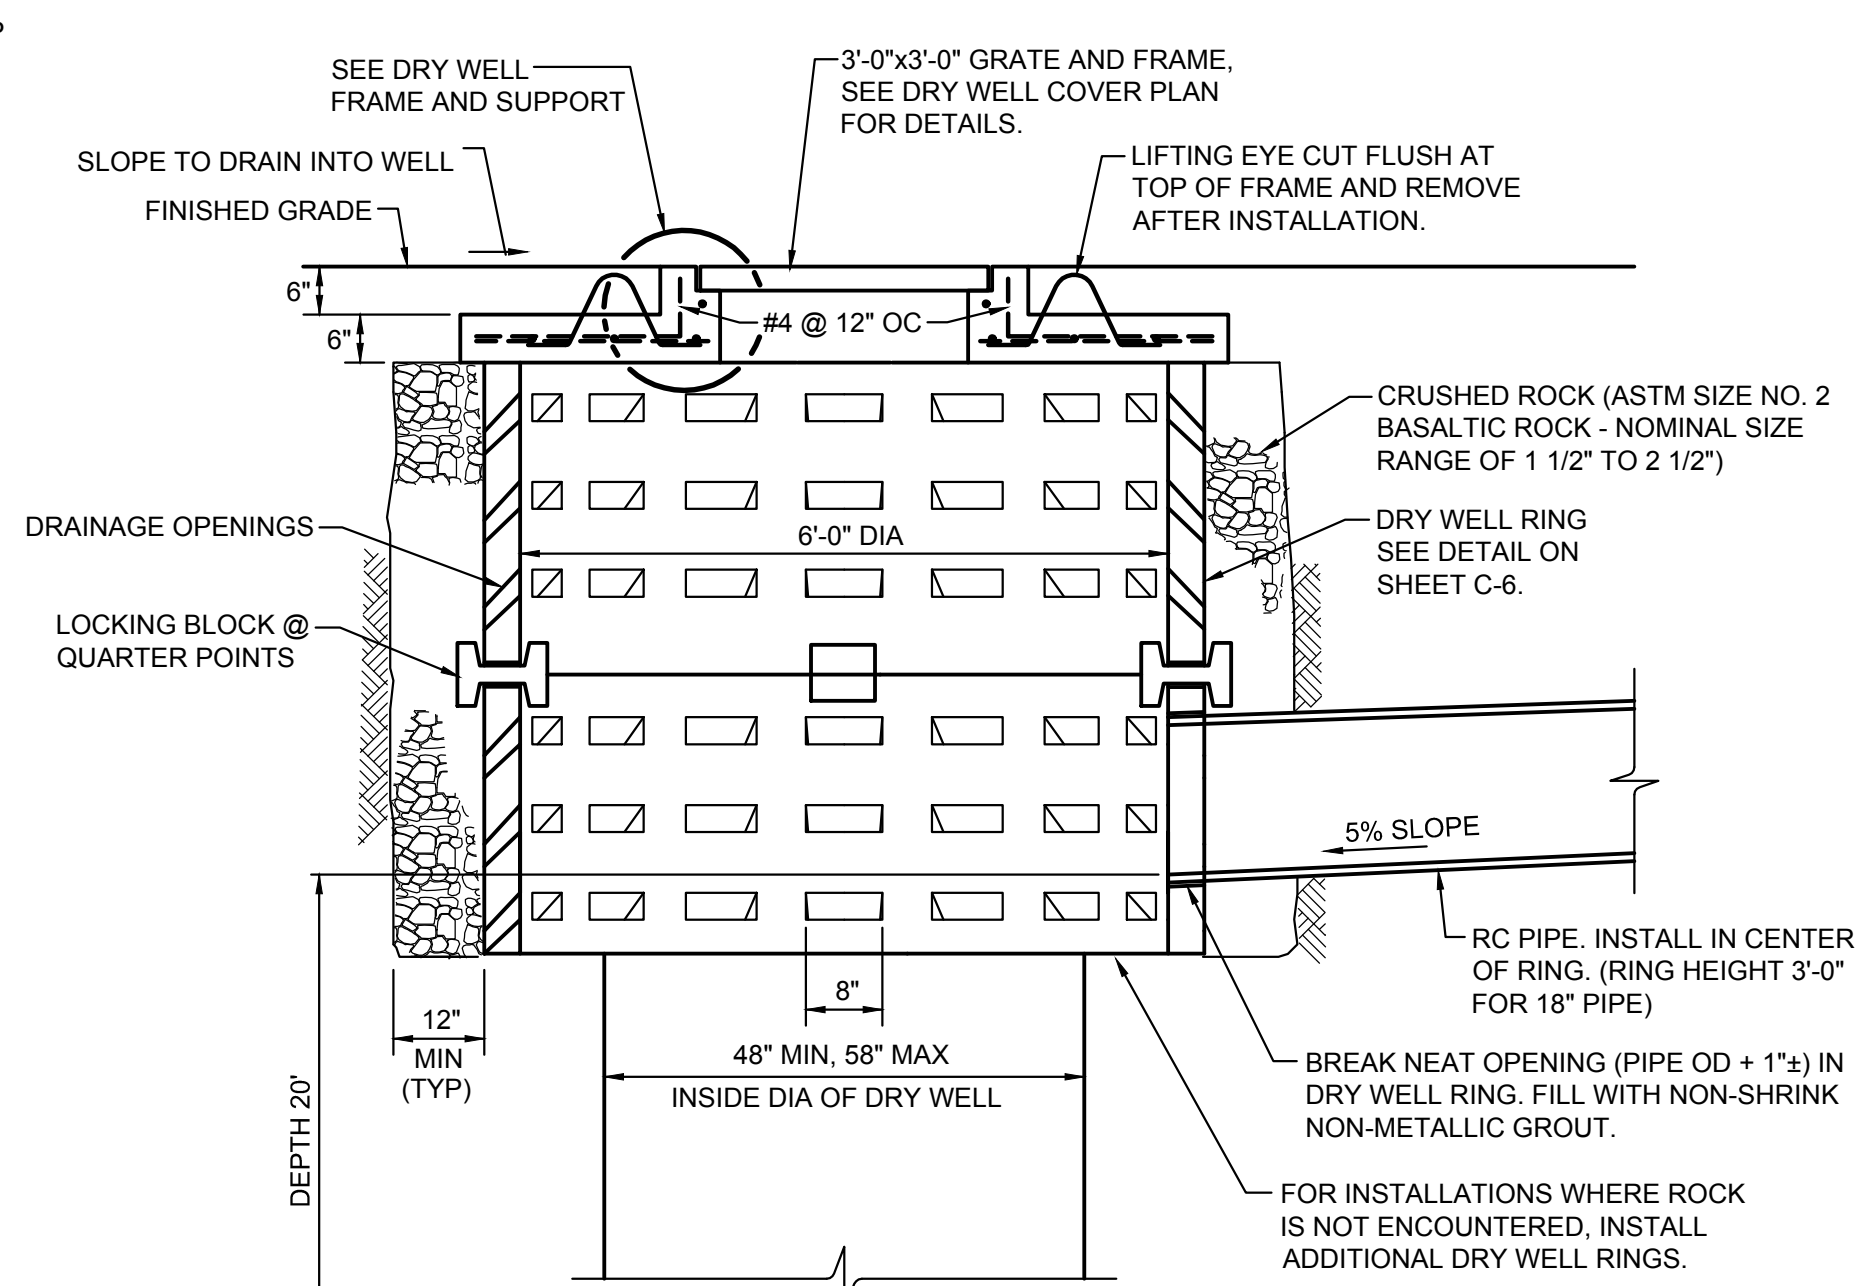 SEE DRY WELL
FRAME AND SUPPORT
3'-0"x3'-0" GRATE AND FRAME,
SEE DRY WELL COVER PLAN
FOR DETAILS.
SLOPE TO DRAIN INTO WELL
FINISHED GRADE
LIFTING EYE CUT FLUSH AT
TOP OF FRAME AND REMOVE
AFTER INSTALLATION.
6"
6"
#4 @ 12" OC
CRUSHED ROCK (ASTM SIZE NO. 2
BASALTIC ROCK - NOMINAL SIZE
RANGE OF 1 1/2" TO 2 1/2")
DRAINAGE OPENINGS
6'-0" DIA
DRY WELL RING
SEE DETAIL ON
SHEET C-6.
LOCKING BLOCK @
QUARTER POINTS
5% SLOPE
RC PIPE. INSTALL IN CENTER
OF RING. (RING HEIGHT 3'-0"
FOR 18" PIPE)
8"
12"
MIN
(TYP)
48" MIN, 58" MAX
INSIDE DIA OF DRY WELL
BREAK NEAT OPENING (PIPE OD + 1"±) IN
DRY WELL RING. FILL WITH NON-SHRINK
NON-METALLIC GROUT.
DEPTH 20'
FOR INSTALLATIONS WHERE ROCK
IS NOT ENCOUNTERED, INSTALL
ADDITIONAL DRY WELL RINGS.